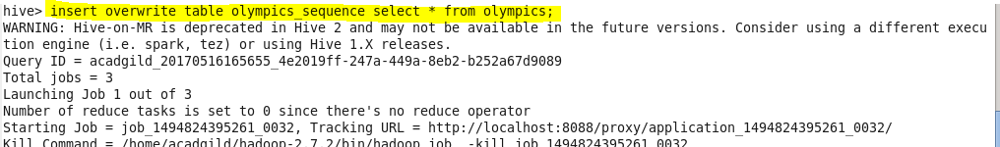 hive> insert overwrite table olympics_sequence select * from olympics;
WARNING: Hive-on-MR is deprecated in Hive 2 and may not be available in the future versions. Consider using a different execu
tion engine (i.e. spark, tez) or using Hive 1.X releases.
Query ID = acadgild_20170516165655_4e2019ff-247a-449a-8eb2-b252a67d9089
Total jobs = 3
Launching Job 1 out of 3
Number of reduce tasks is set to 0 since there's no reduce operator
Starting Job = job_1494824395261_0032, Tracking URL = http://localhost:8088/proxy/application_1494824395261_0032/
Kill Command = /home/acadgild/hadoop-2.7.2/bin/hadoop job  -kill job_1494824395261_0032